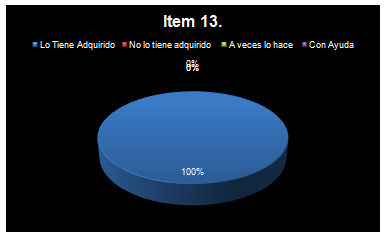 Item 13.
Lo Tiene Adquirido No lo tiene adquirido A veces lo hace Con Ayuda
0%
0%
100%